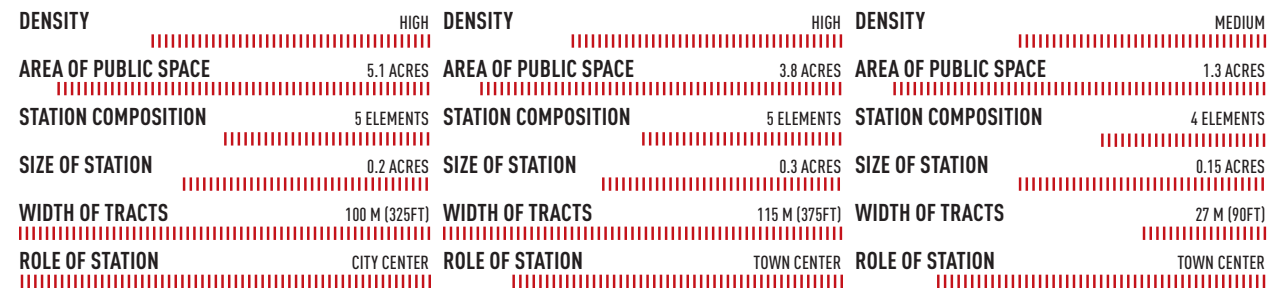 DENSITY HIGH
AREA OF PUBLIC SPACE 5.1 ACRES
STATION COMPOSITION 5 ELEMENTS
SIZE OF STATION 0.2 ACRES
WIDTH OF TRACTS 100 M (325FT)
ROLE OF STATION CITY CENTER
DENSITY HIGH
AREA OF PUBLIC SPACE 3.8 ACRES
STATION COMPOSITION 5 ELEMENTS
SIZE OF STATION 0.3 ACRES
WIDTH OF TRACTS 115 M (375FT)
ROLE OF STATION TOWN CENTER
DENSITY MEDIUM
AREA OF PUBLIC SPACE 1.3 ACRES
STATION COMPOSITION 4 ELEMENTS
SIZE OF STATION 0.15 ACRES
WIDTH OF TRACTS 27 M (90FT)
ROLE OF STATION TOWN CENTER